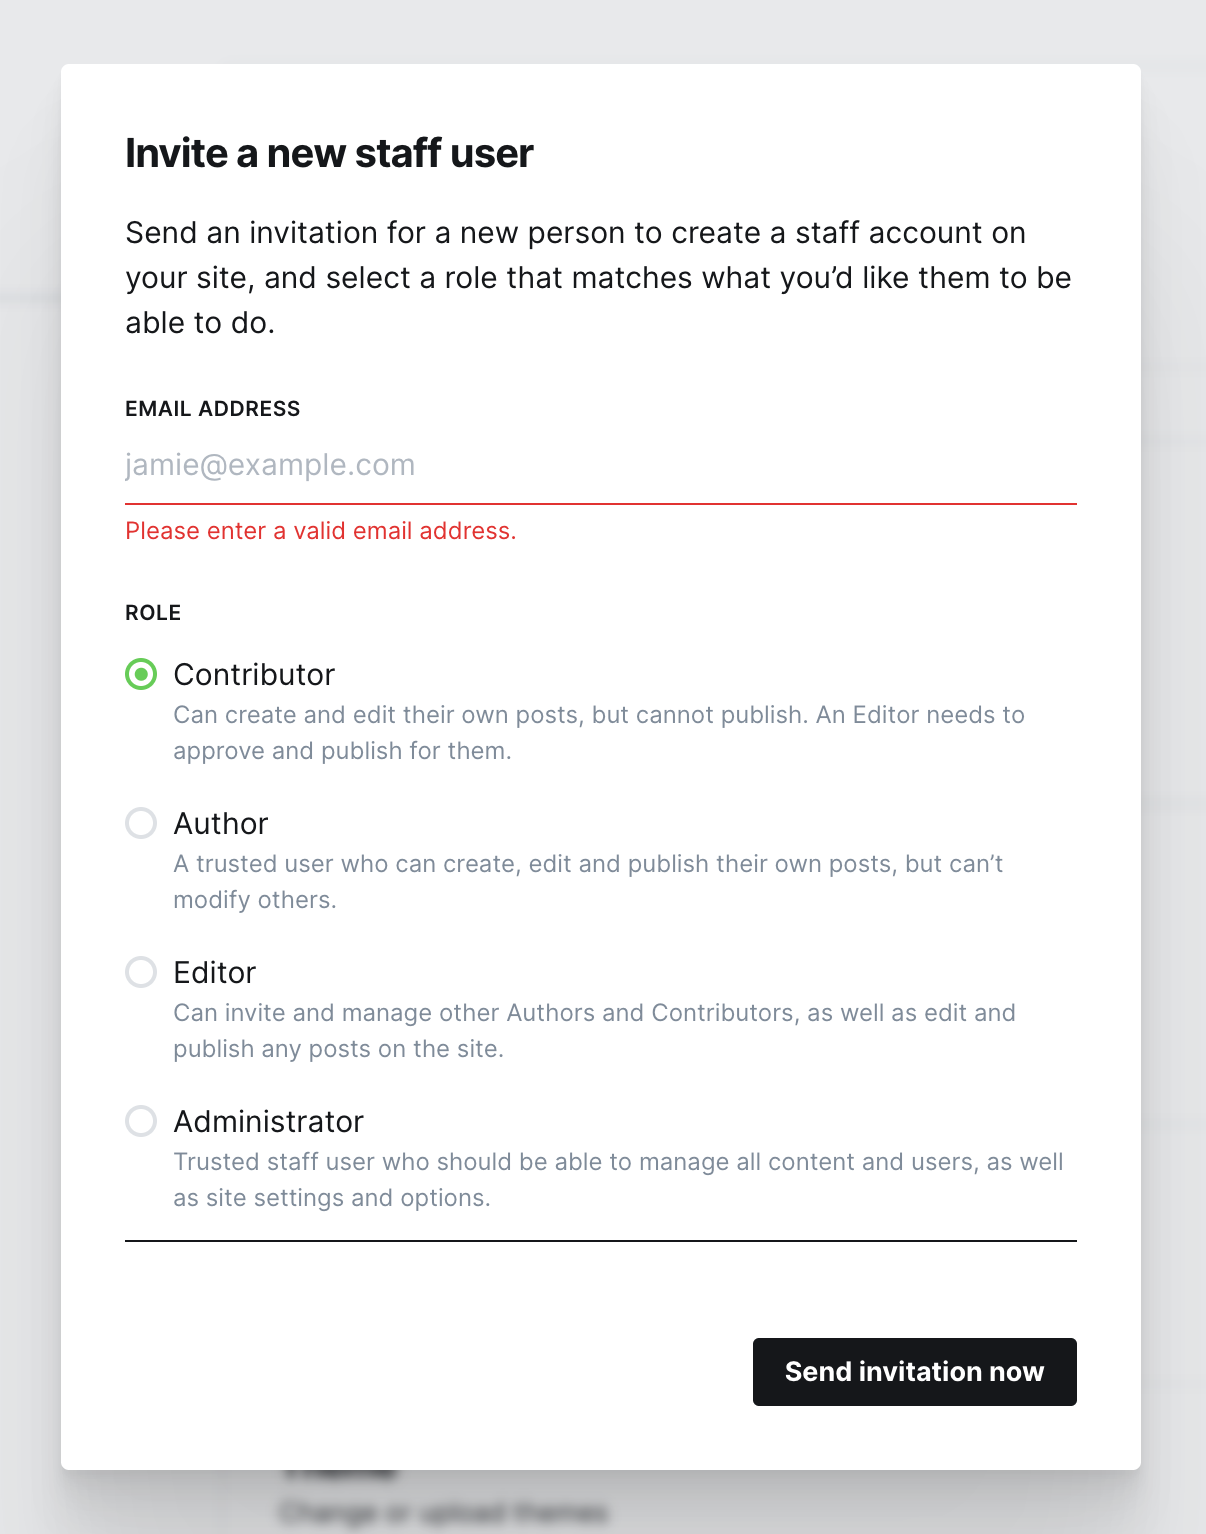 Invite a new staff user
Send an invitation for a new person to create a staff account on
your site, and select a role that matches what you’d like them to be
able to do.
EMAIL ADDRESS
jamie@example.com
Please enter a valid email address.
ROLE
Contributor
Can create and edit their own posts, but cannot publish. An Editor needs to
approve and publish for them.
Author
A trusted user who can create, edit and publish their own posts, but can’t
modify others.
Editor
Can invite and manage other Authors and Contributors, as well as edit and
publish any posts on the site.
Administrator
Trusted staff user who should be able to manage all content and users, as well
as site settings and options.
Send invitation now
Change or upload themes